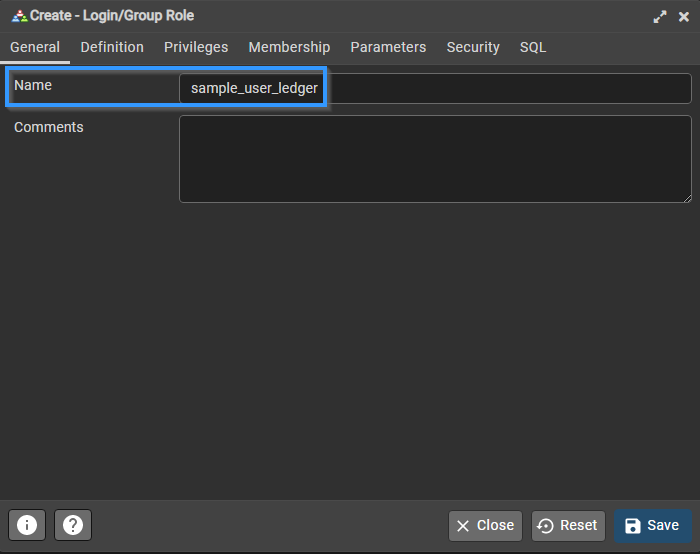 Create - Login/Group Role
General Definition Privileges Membership Parameters Security SQL
Name sample_user_ledger
Comments
i ? Close Reset Save